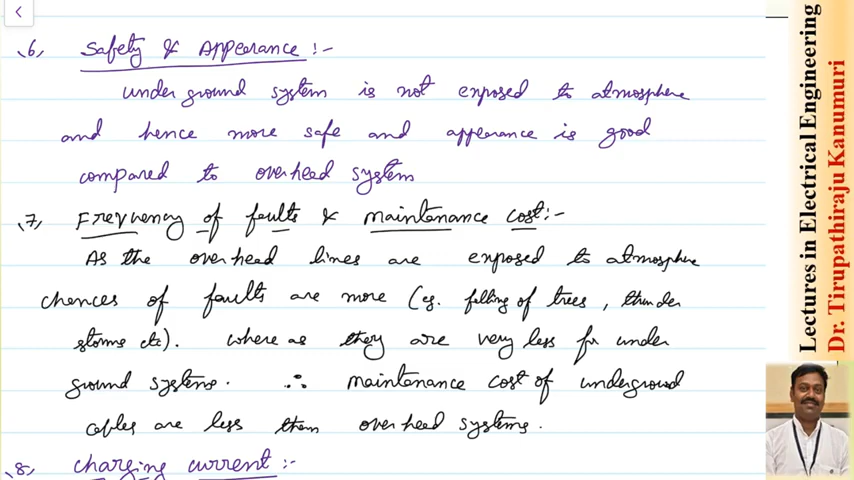 6, Safety & Appearance :-
underground system is not exposed to atmosphere
and hence more safe and appearance is good
compared to overhead system
7, Frequency of faults & maintenance cost:-
As the overhead lines are exposed to atmosphere
chances of faults are more (eg. falling of trees, thunder
storms etc). where as they are very less for under
ground systems. ∴ maintenance cost of underground
cables are less than overhead systems.
8, charging current :-
Lectures in Electrical Engineering
Dr. Tirupathiraju Kanumuri